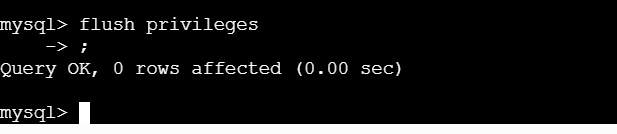 mysql> flush privileges
    -> ;
Query OK, 0 rows affected (0.00 sec)
mysql>